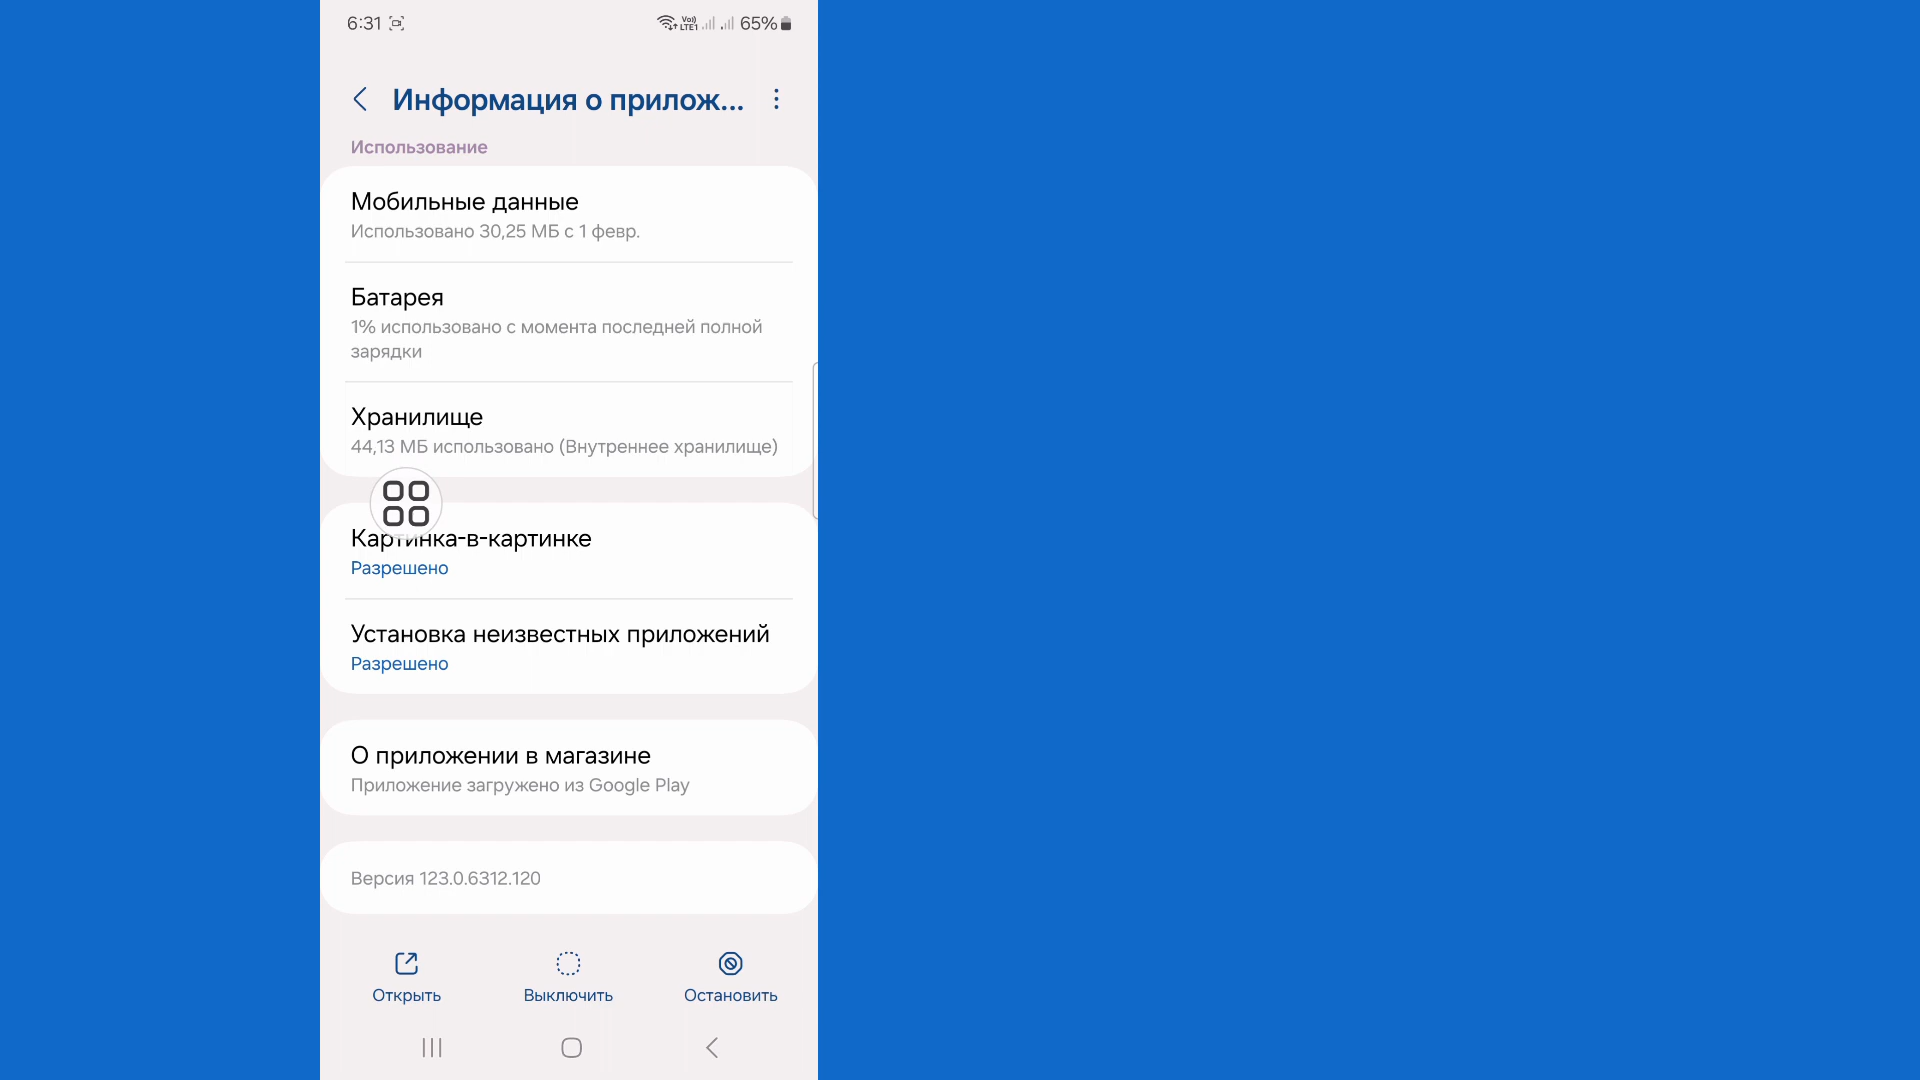 6:31
Vo))
LTE1
65%
Информация о прилож...
Использование
Мобильные данные
Использовано 30,25 МБ с 1 февр.
Батарея
1% использовано с момента последней полной
зарядки
Хранилище
44,13 МБ использовано (Внутреннее хранилище)
Картинка-в-картинке
Разрешено
Установка неизвестных приложений
Разрешено
О приложении в магазине
Приложение загружено из Google Play
Версия 123.0.6312.120
Открыть
Выключить
Остановить